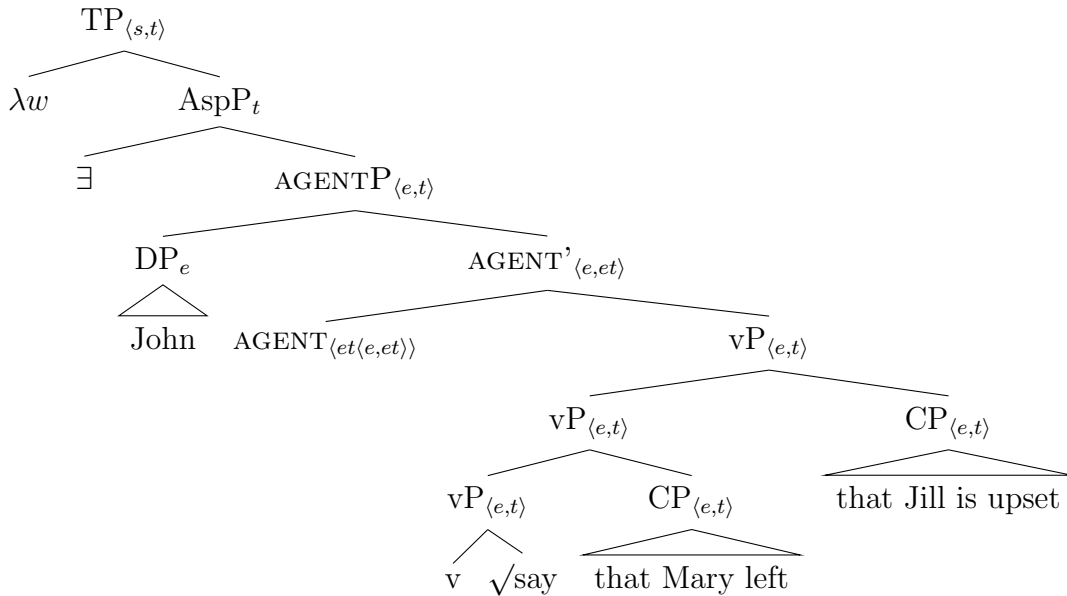 TP⟨s,t⟩
λw AspP_t
∃ AGENTP⟨e,t⟩
DP_e AGENT’⟨e,et⟩
John AGENT⟨et⟨e,et⟩⟩ vP⟨e,t⟩
vP⟨e,t⟩ CP⟨e,t⟩
vP⟨e,t⟩ CP⟨e,t⟩ that Jill is upset
v √say that Mary left